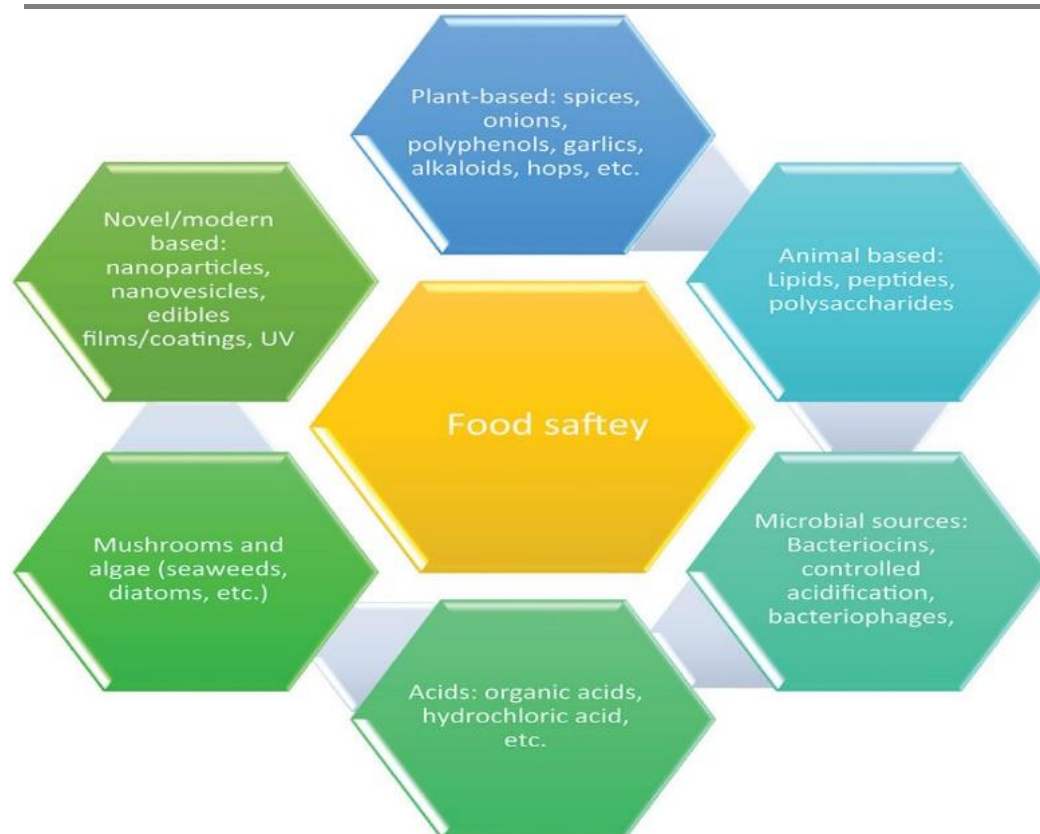 Plant-based: spices,
onions,
polyphenols, garlics,
alkaloids, hops, etc.
Animal based:
Lipids, peptides,
polysaccharides
Microbial sources:
Bacteriocins,
controlled
acidification,
bacteriophages,
Acids: organic acids,
hydrochloric acid,
etc.
Mushrooms and
algae (seaweeds,
diatoms, etc.)
Novel/modern
based:
nanoparticles,
nanovesicles,
edibles
films/coatings, UV
Food saftey